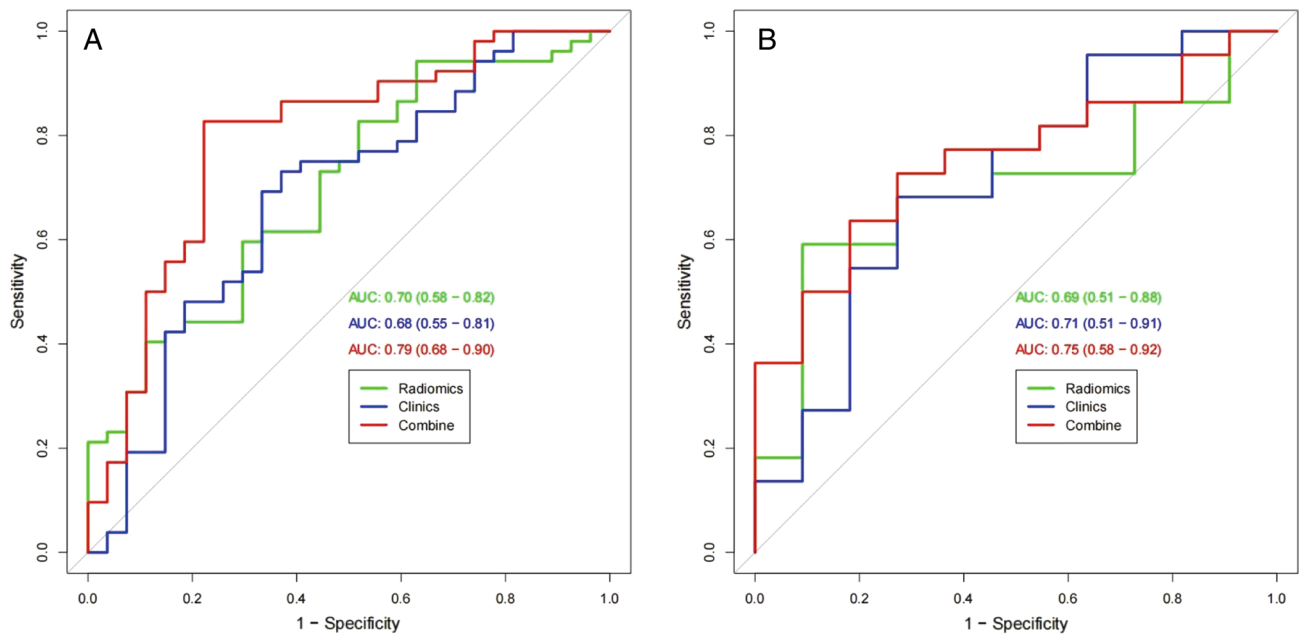 A
Sensitivity
1.0
0.8
0.6
0.4
0.2
0.0
AUC: 0.70 (0.58 − 0.82)
AUC: 0.68 (0.55 − 0.81)
AUC: 0.79 (0.68 − 0.90)
Radiomics
Clinics
Combine
0.0 0.2 0.4 0.6 0.8 1.0
1 − Specificity
B
Sensitivity
1.0
0.8
0.6
0.4
0.2
0.0
AUC: 0.69 (0.51 − 0.88)
AUC: 0.71 (0.51 − 0.91)
AUC: 0.75 (0.58 − 0.92)
Radiomics
Clinics
Combine
0.0 0.2 0.4 0.6 0.8 1.0
1 − Specificity